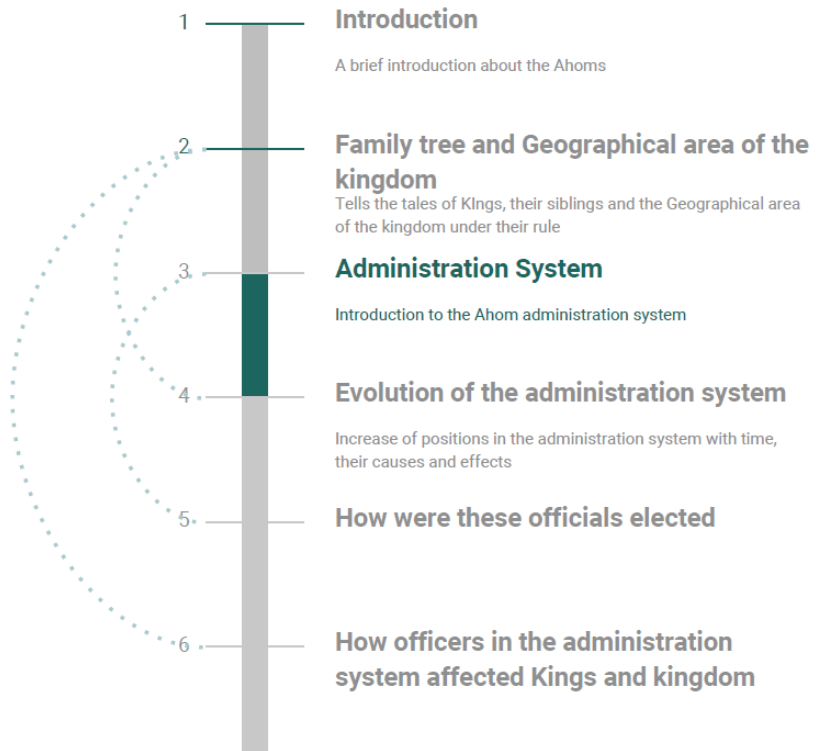 1 Introduction
A brief introduction about the Ahoms
2 Family tree and Geographical area of the
kingdom
Tells the tales of KIngs, their siblings and the Geographical area
of the kingdom under their rule
3 Administration System
Introduction to the Ahom administration system
4 Evolution of the administration system
Increase of positions in the administration system with time,
their causes and effects
5 How were these officials elected
6 How officers in the administration
system affected Kings and kingdom